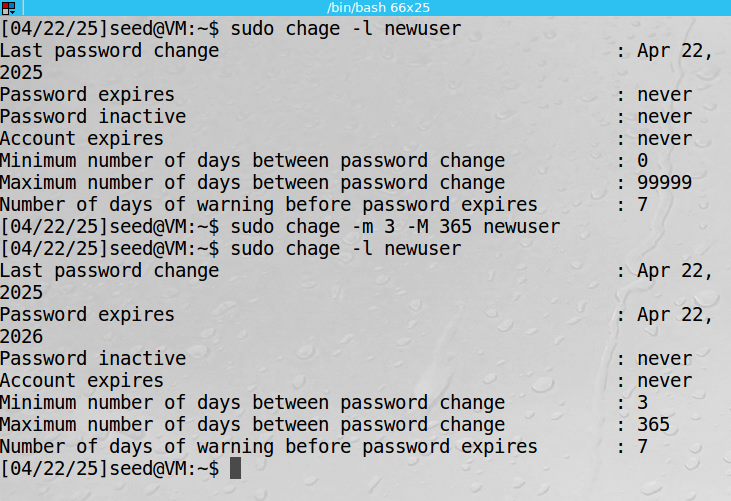 /bin/bash 66x25
[04/22/25]seed@VM:~$ sudo chage -l newuser
Last password change : Apr 22,
2025
Password expires : never
Password inactive : never
Account expires : never
Minimum number of days between password change : 0
Maximum number of days between password change : 99999
Number of days of warning before password expires : 7
[04/22/25]seed@VM:~$ sudo chage -m 3 -M 365 newuser
[04/22/25]seed@VM:~$ sudo chage -l newuser
Last password change : Apr 22,
2025
Password expires : Apr 22,
2026
Password inactive : never
Account expires : never
Minimum number of days between password change : 3
Maximum number of days between password change : 365
Number of days of warning before password expires : 7
[04/22/25]seed@VM:~$